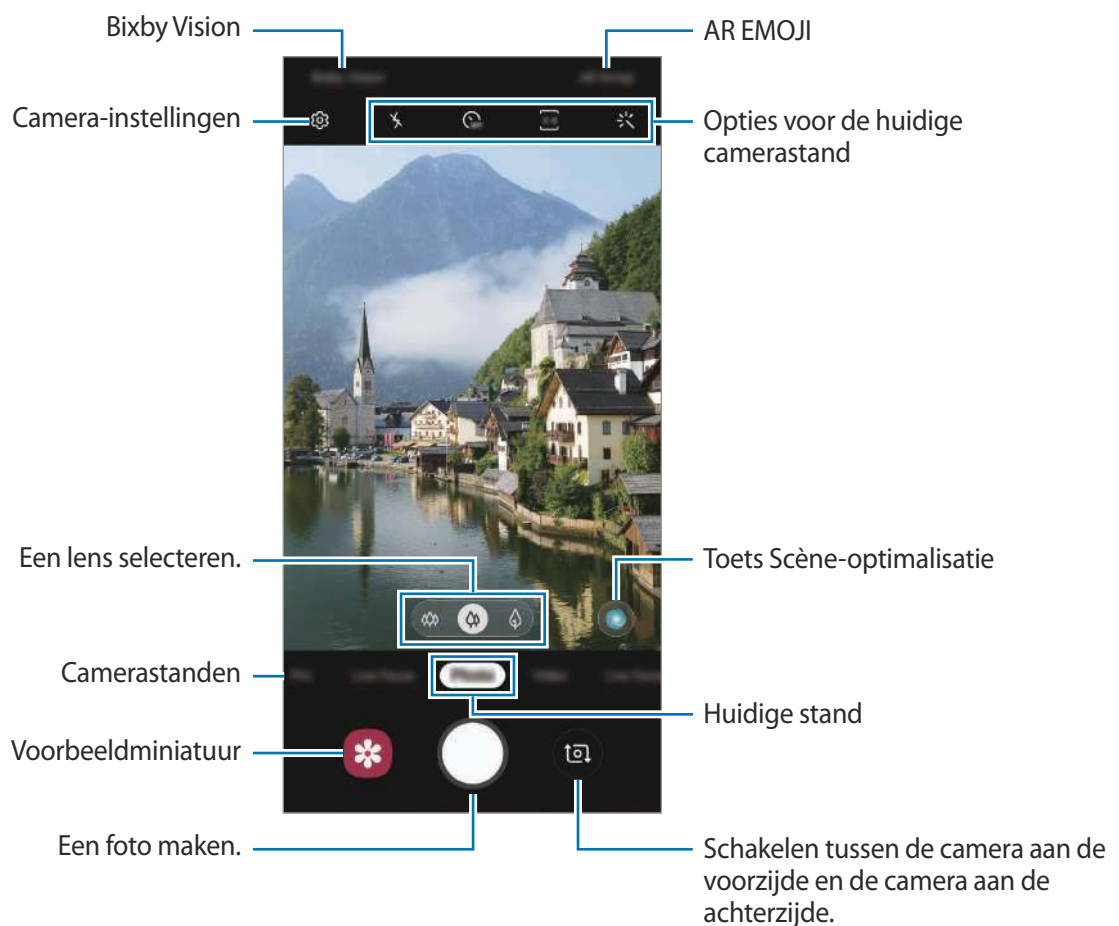 Bixby Vision
AR EMOJI
Camera-instellingen
Opties voor de huidige
camerastand
Een lens selecteren.
Toets Scène-optimalisatie
Camerastanden
Huidige stand
Voorbeeldminiatuur
Een foto maken.
Schakelen tussen de camera aan de
voorzijde en de camera aan de
achterzijde.